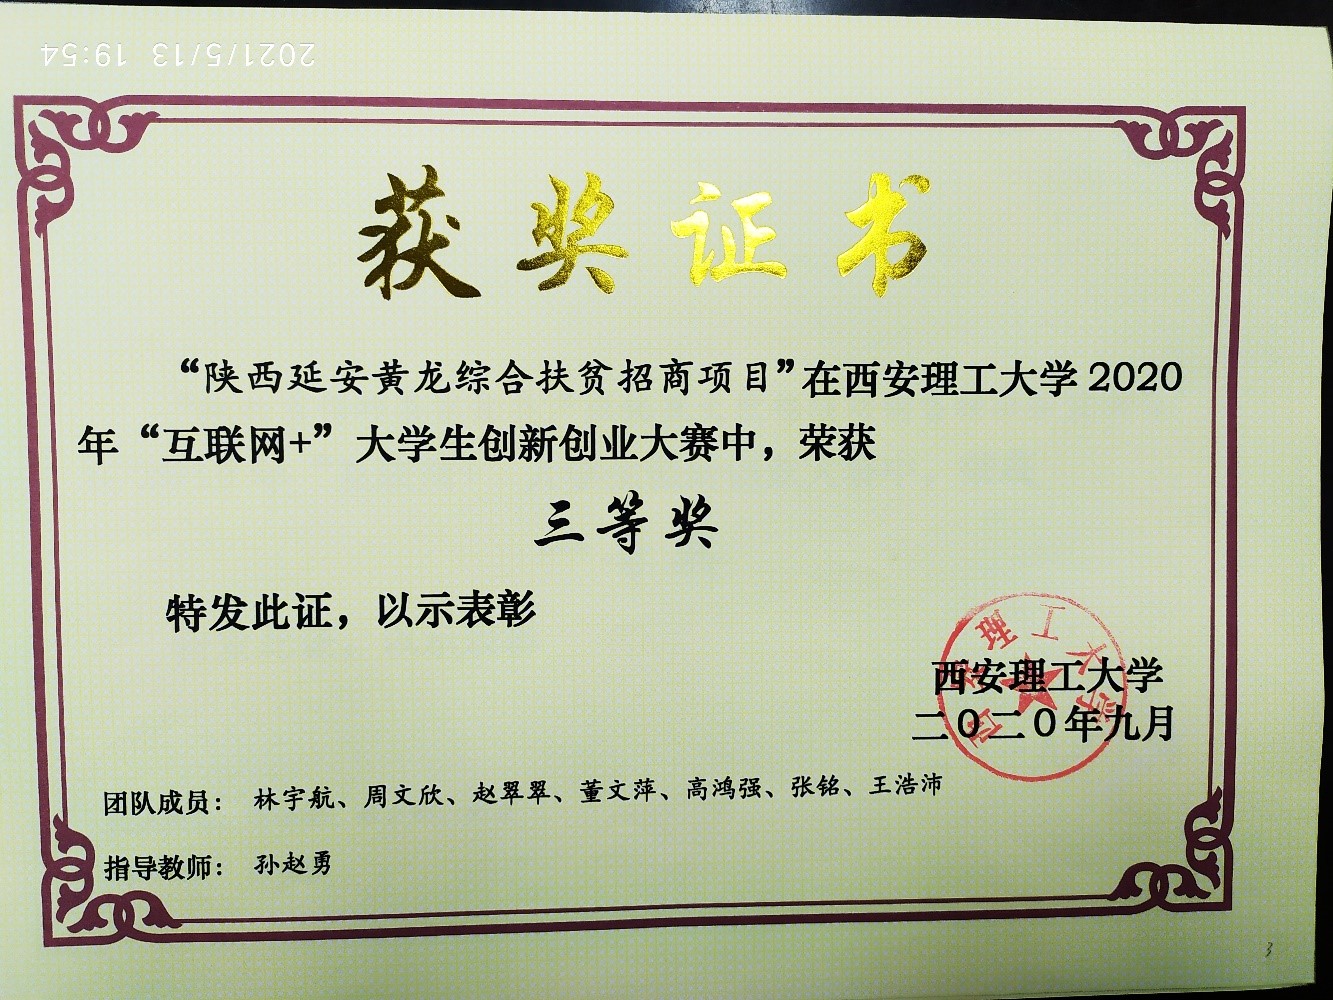 2021/5/13 19:54
获奖证书
“陕西延安黄龙综合扶贫招商项目”在西安理工大学2020
年“互联网+”大学生创新创业大赛中，荣获
三等奖
特发此证，以示表彰
西安理工大学
西安理工大学
二〇二〇年九月
团队成员：林宇航、周文欣、赵翠翠、董文萍、高鸿强、张铭、王浩沛
指导教师：孙赵勇
3